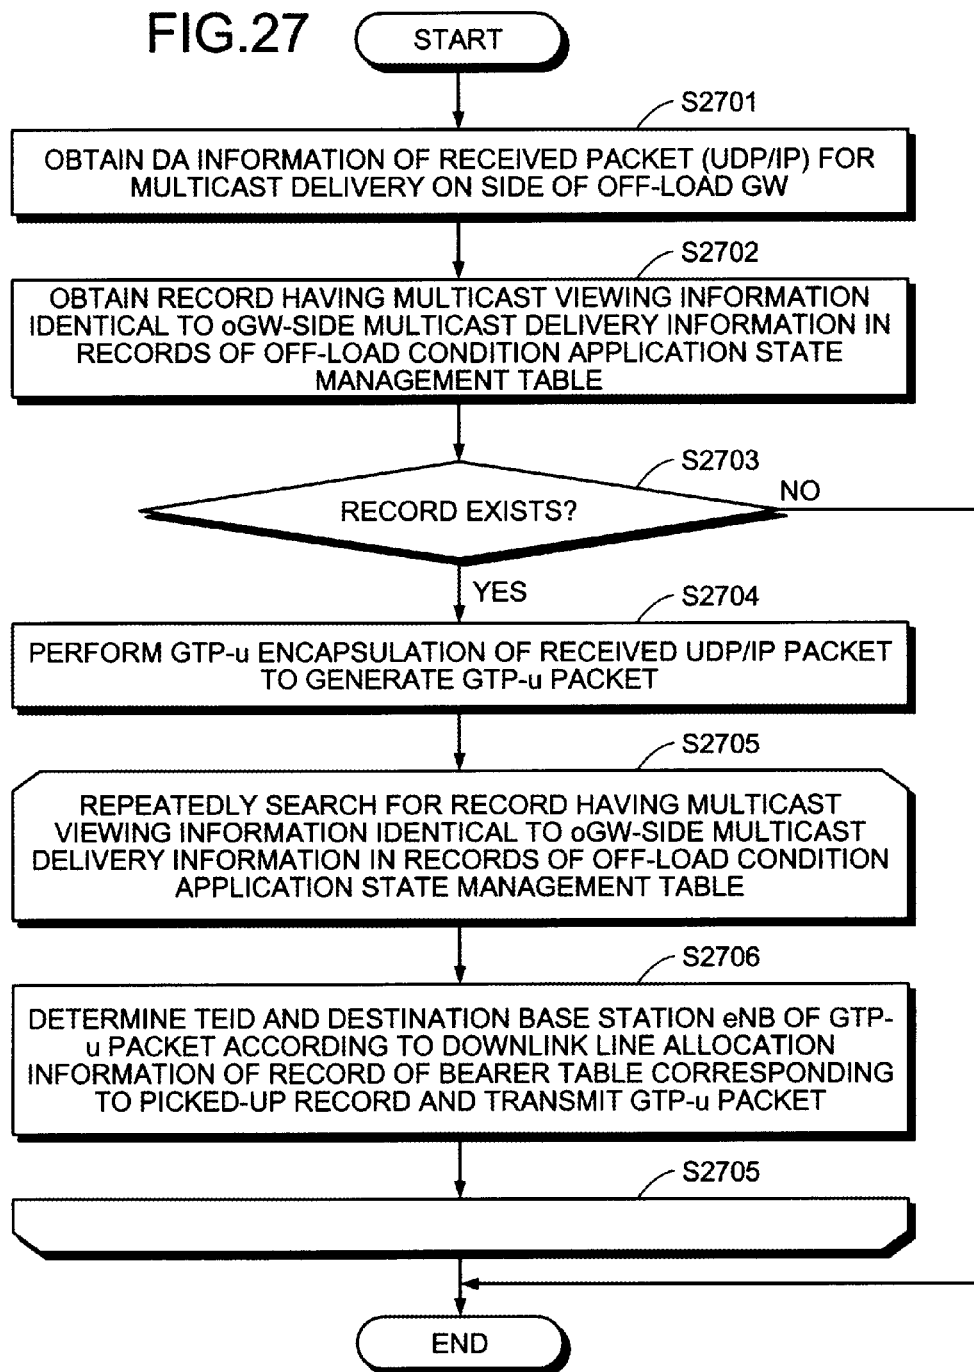 FIG.27
START
S2701
OBTAIN DA INFORMATION OF RECEIVED PACKET (UDP/IP) FOR
MULTICAST DELIVERY ON SIDE OF OFF-LOAD GW
S2702
OBTAIN RECORD HAVING MULTICAST VIEWING INFORMATION
IDENTICAL TO oGW-SIDE MULTICAST DELIVERY INFORMATION IN
RECORDS OF OFF-LOAD CONDITION APPLICATION STATE
MANAGEMENT TABLE
S2703
NO
RECORD EXISTS?
YES
S2704
PERFORM GTP-u ENCAPSULATION OF RECEIVED UDP/IP PACKET
TO GENERATE GTP-u PACKET
S2705
REPEATEDLY SEARCH FOR RECORD HAVING MULTICAST
VIEWING INFORMATION IDENTICAL TO oGW-SIDE MULTICAST
DELIVERY INFORMATION IN RECORDS OF OFF-LOAD CONDITION
APPLICATION STATE MANAGEMENT TABLE
S2706
DETERMINE TEID AND DESTINATION BASE STATION eNB OF GTP-
u PACKET ACCORDING TO DOWNLINK LINE ALLOCATION
INFORMATION OF RECORD OF BEARER TABLE CORRESPONDING
TO PICKED-UP RECORD AND TRANSMIT GTP-u PACKET
S2705
END